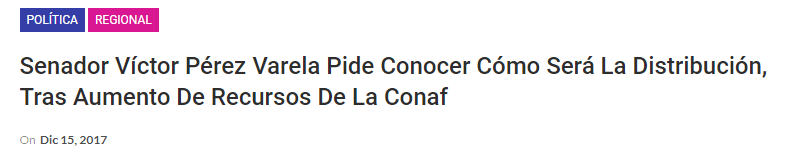 POLÍTICA REGIONAL
Senador Víctor Pérez Varela Pide Conocer Cómo Será La Distribución,
Tras Aumento De Recursos De La Conaf
On Dic 15, 2017